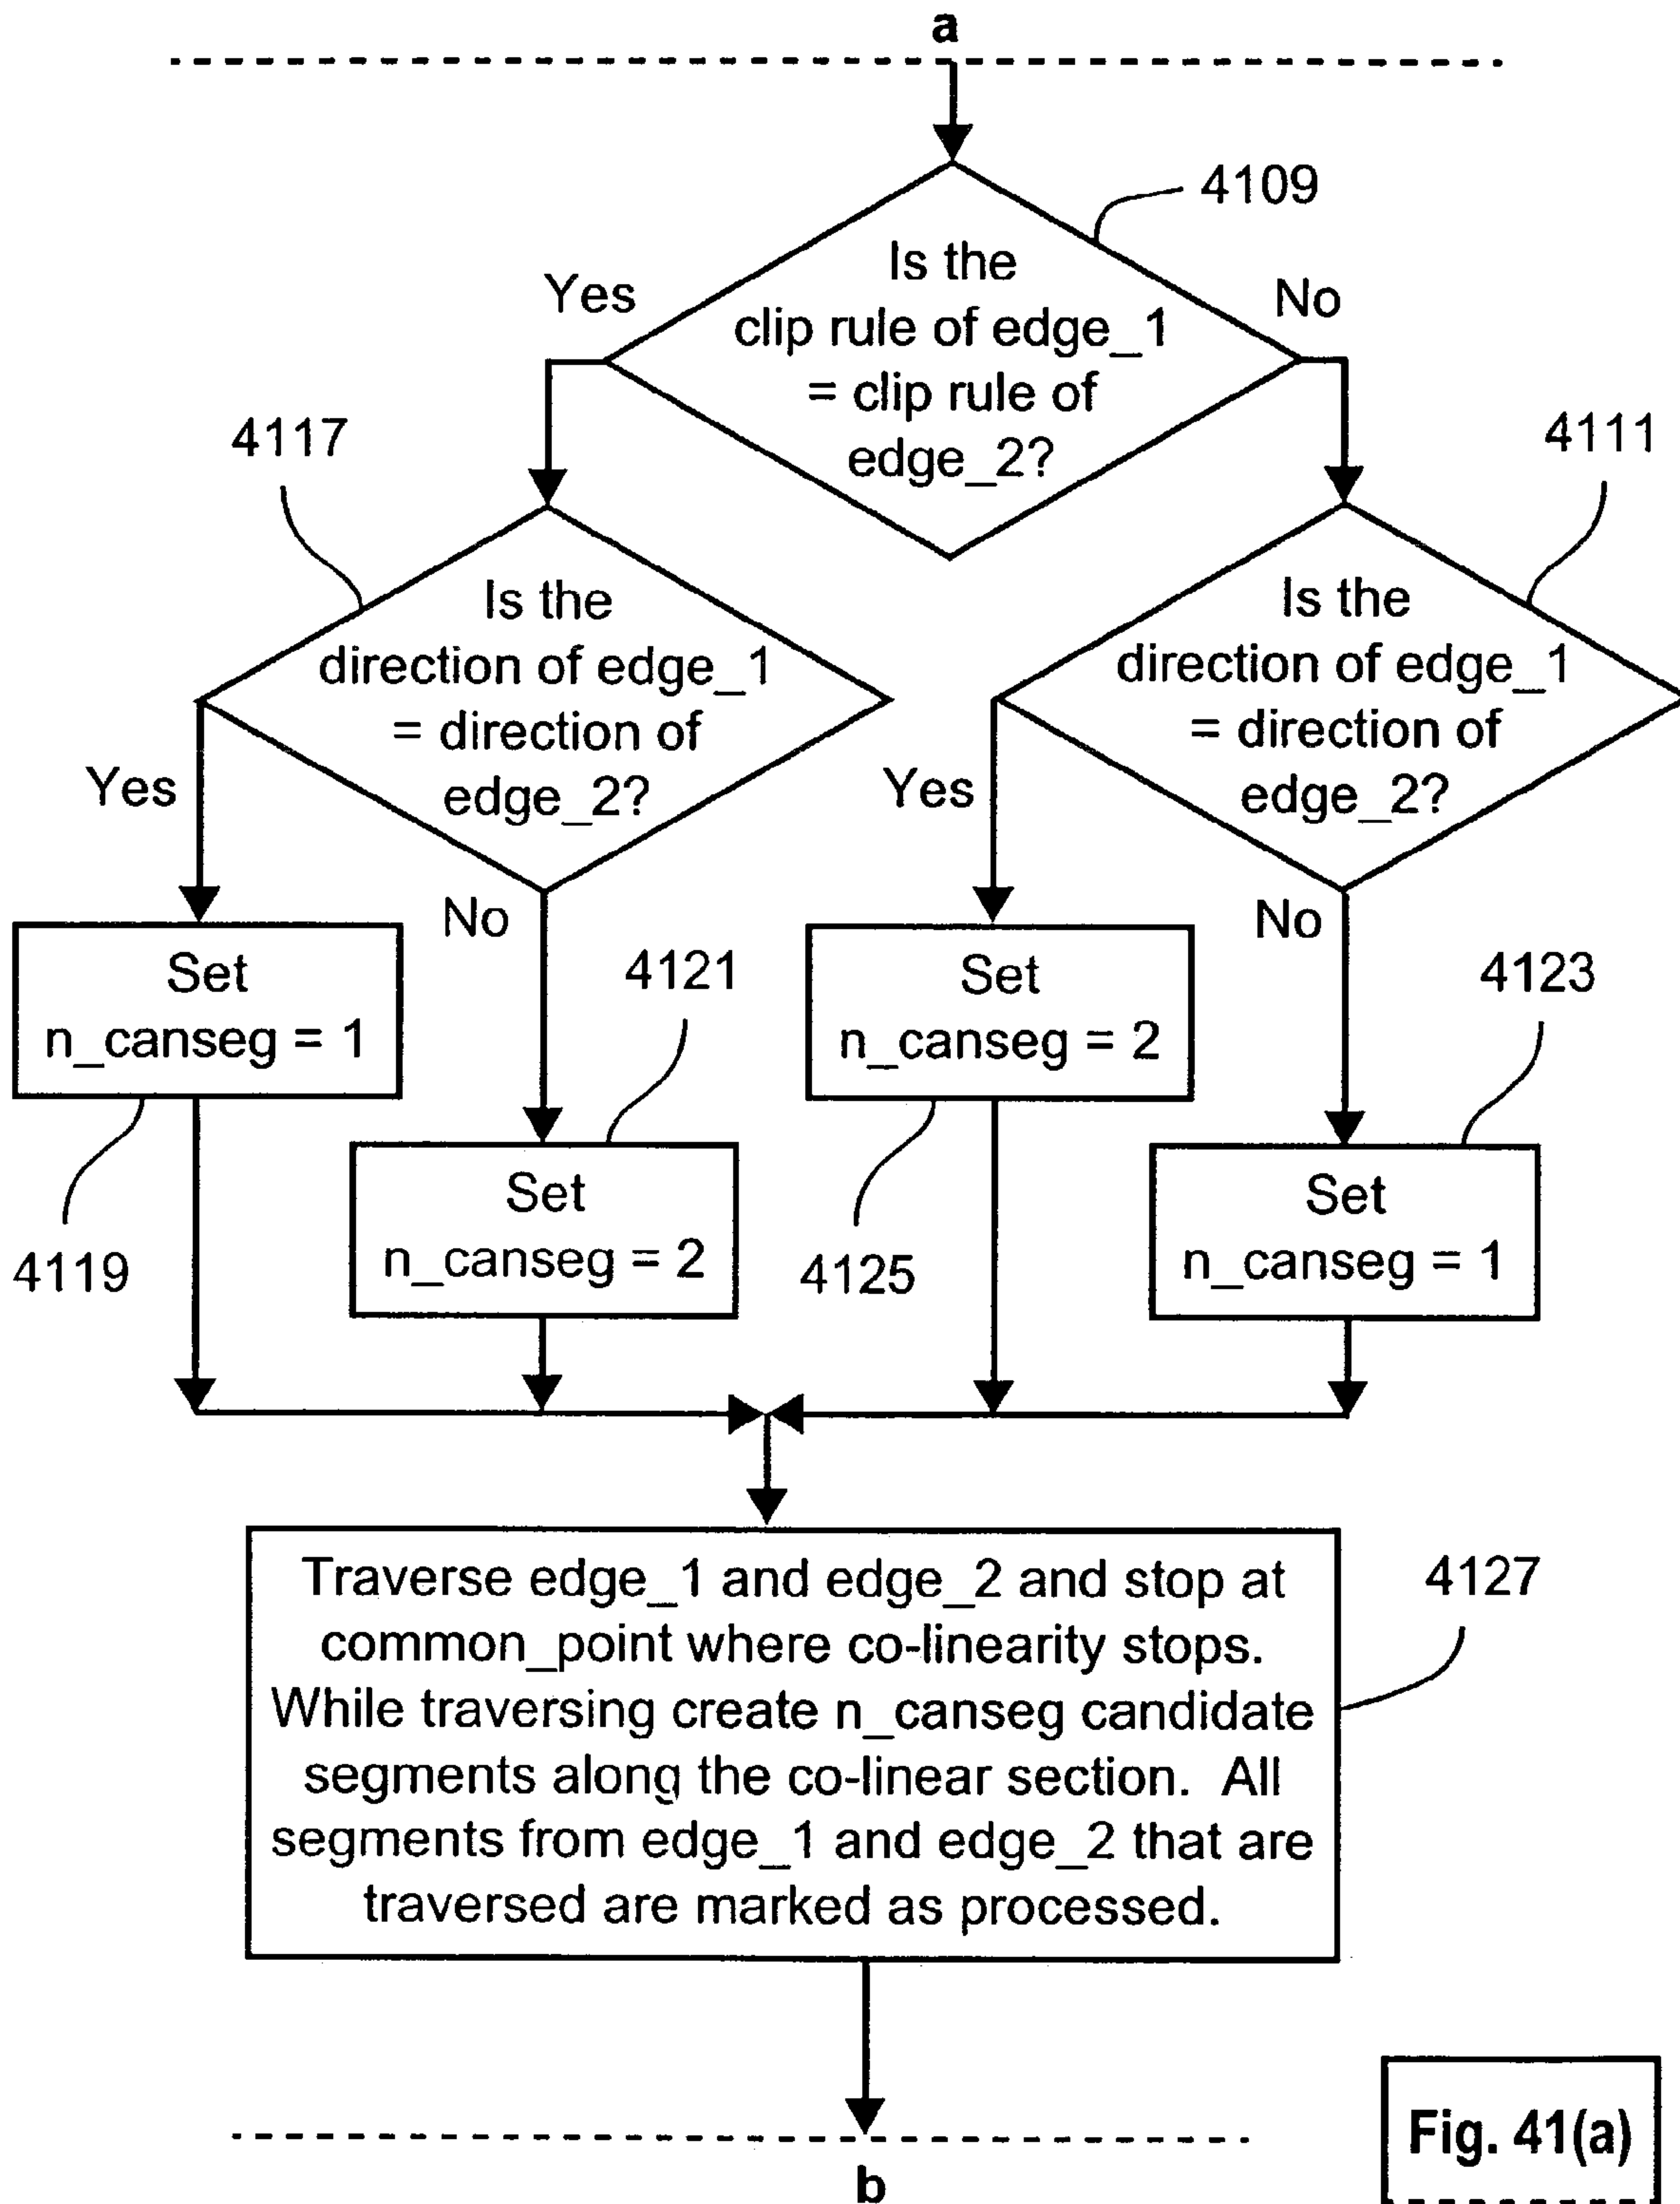 a
4109
Is the
clip rule of edge_1
= clip rule of
edge_2?
Yes
No
4117
4111
Is the
direction of edge_1
= direction of
edge_2?
Is the
direction of edge_1
= direction of
edge_2?
Yes
No
Yes
No
Set
n_canseg = 1
4119
4121
Set
n_canseg = 2
Set
n_canseg = 2
4125
4123
Set
n_canseg = 1
Traverse edge_1 and edge_2 and stop at
common_point where co-linearity stops.
While traversing create n_canseg candidate
segments along the co-linear section. All
segments from edge_1 and edge_2 that are
traversed are marked as processed.
4127
b
Fig. 41(a)